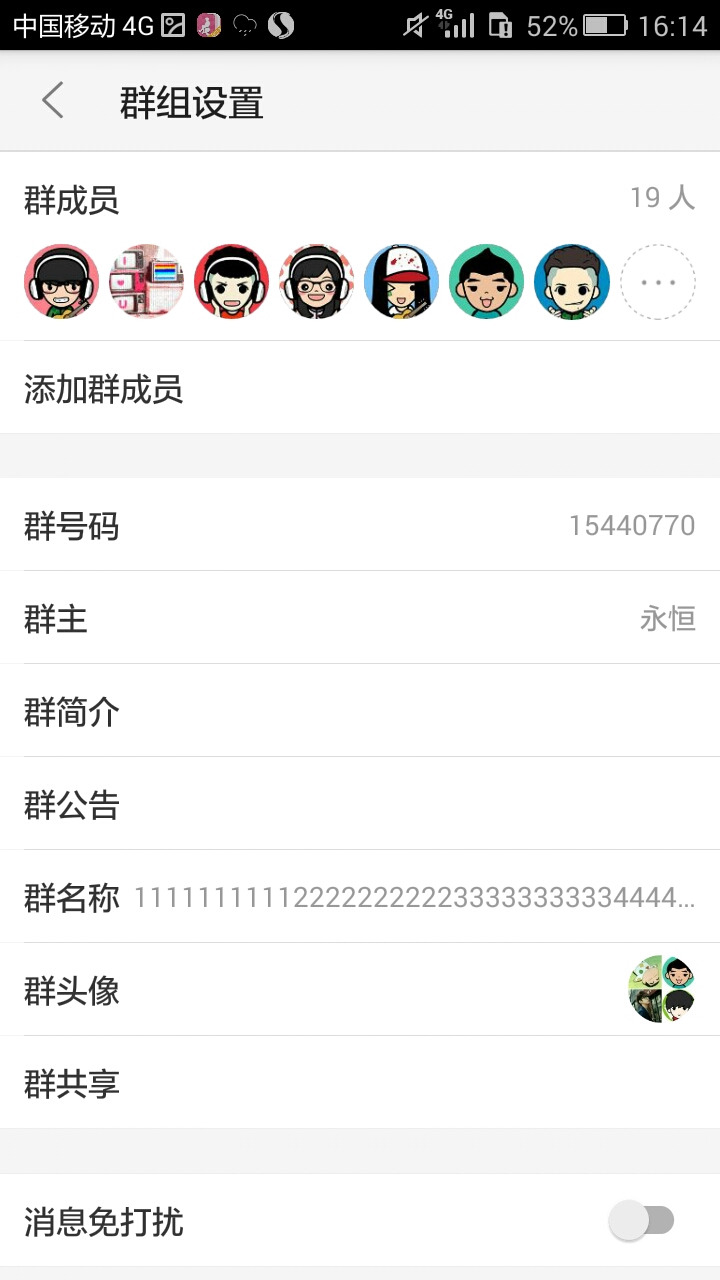 中国移动 4G 4G 52% 16:14
群组设置
群成员 19 人
添加群成员
群号码 15440770
群主 永恒
群简介
群公告
群名称 1111111111222222222233333333334444...
群头像
群共享
消息免打扰